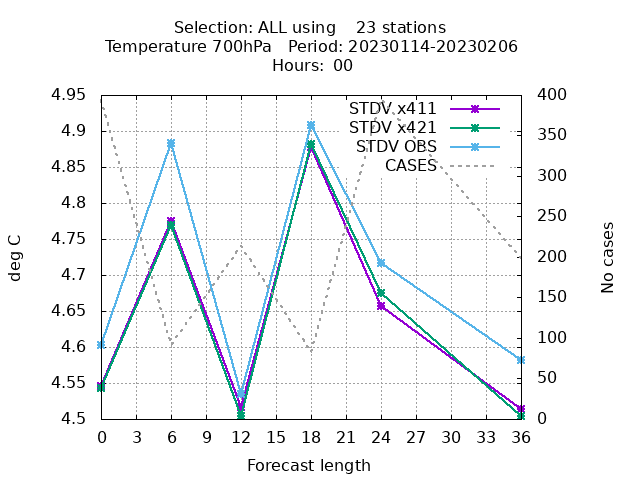 Selection: ALL using    23 stations
Temperature 700hPa   Period: 20230114-20230206
Hours:  00
4.95
4.9
4.85
4.8
4.75
4.7
4.65
4.6
4.55
4.5
deg C
STDV x411
STDV x421
STDV OBS
CASES
400
350
300
250
200
150
100
50
0
No cases
0 3 6 9 12 15 18 21 24 27 30 33 36
Forecast length